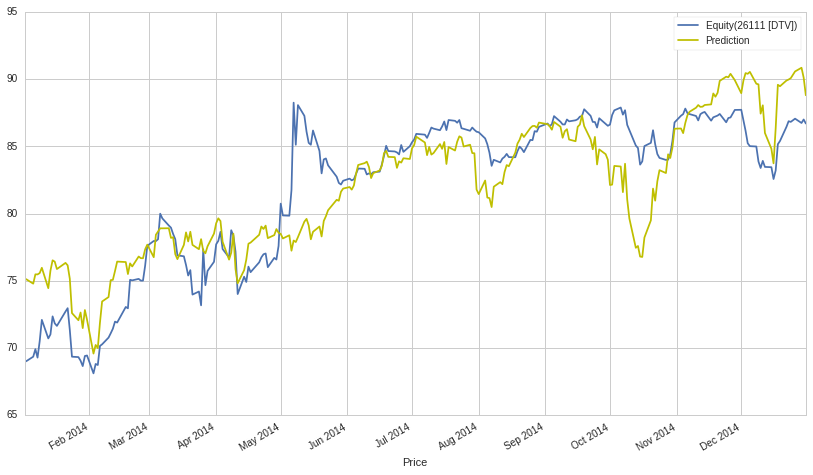 95
90
85
80
75
70
65
Equity(26111 [DTV])
Prediction
Feb 2014
Mar 2014
Apr 2014
May 2014
Jun 2014
Jul 2014
Aug 2014
Sep 2014
Oct 2014
Nov 2014
Dec 2014
Price